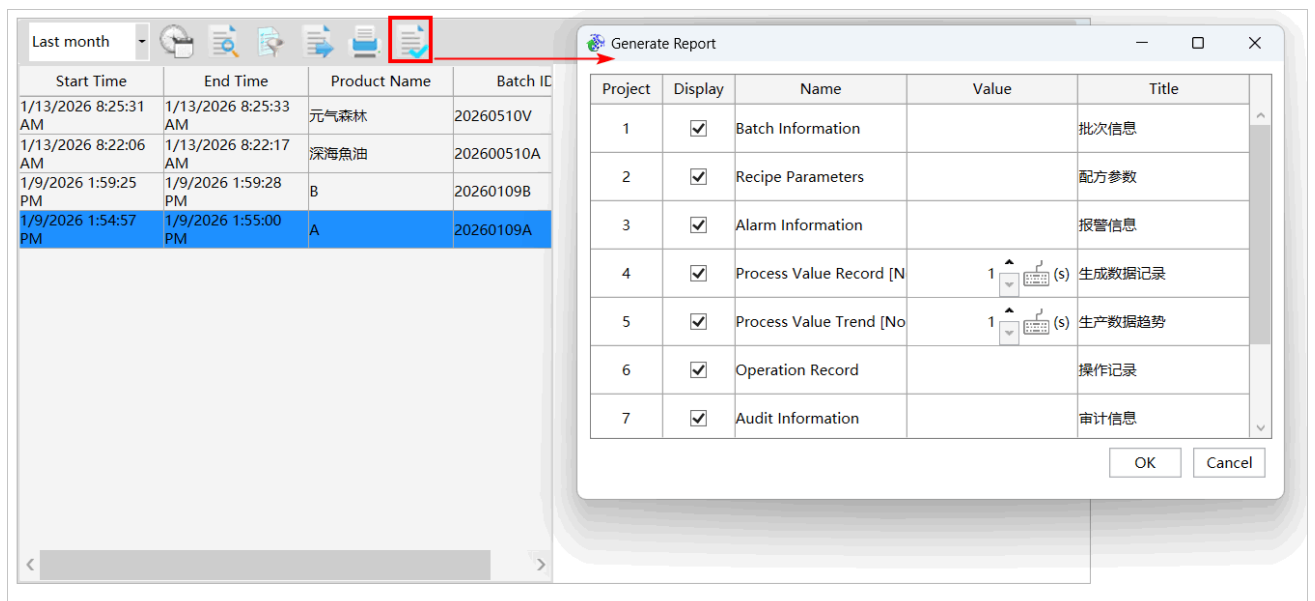 Last month
Start Time End Time Product Name Batch ID
1/13/2026 8:25:31 AM 1/13/2026 8:25:33 AM 元气森林 20260510V
1/13/2026 8:22:06 AM 1/13/2026 8:22:17 AM 深海魚油 202600510A
1/9/2026 1:59:25 PM 1/9/2026 1:59:28 PM B 20260109B
1/9/2026 1:54:57 PM 1/9/2026 1:55:00 PM A 20260109A
Generate Report
Project Display Name Value Title
1 Batch Information 批次信息
2 Recipe Parameters 配方参数
3 Alarm Information 报警信息
4 Process Value Record [N 1 (s) 生成数据记录
5 Process Value Trend [No 1 (s) 生产数据趋势
6 Operation Record 操作记录
7 Audit Information 审计信息
OK Cancel